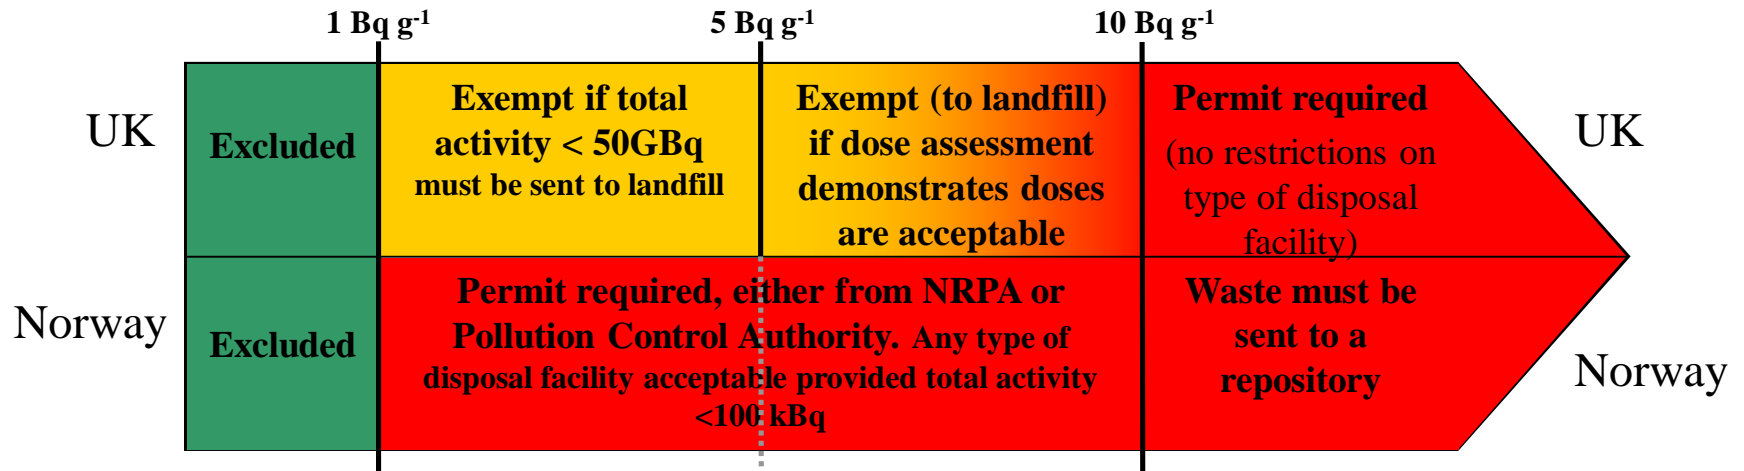 1 Bq g⁻¹
5 Bq g⁻¹
10 Bq g⁻¹
UK
Excluded
Exempt if total
activity < 50GBq
must be sent to landfill
Exempt (to landfill)
if dose assessment
demonstrates doses
are acceptable
Permit required
(no restrictions on
type of disposal
facility)
UK
Norway
Excluded
Permit required, either from NRPA or
Pollution Control Authority. Any type of
disposal facility acceptable provided total activity
<100 kBq
Waste must be
sent to a
repository
Norway